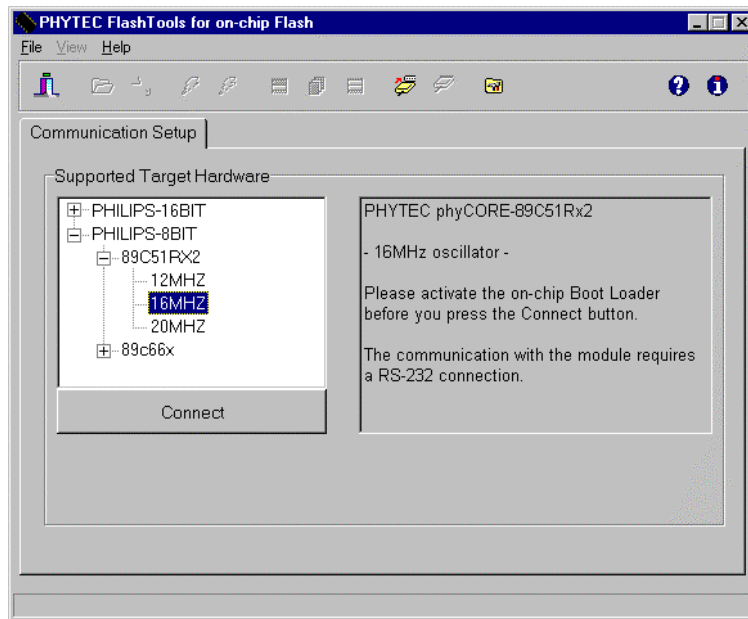 PHYTEC FlashTools for on-chip Flash
File View Help
Communication Setup
Supported Target Hardware
PHILIPS-16BIT
PHILIPS-8BIT
89C51RX2
12MHZ
16MHZ
20MHZ
89c66x
Connect
PHYTEC phyCORE-89C51Rx2
- 16MHz oscillator -
Please activate the on-chip Boot Loader
before you press the Connect button.
The communication with the module requires
a RS-232 connection.